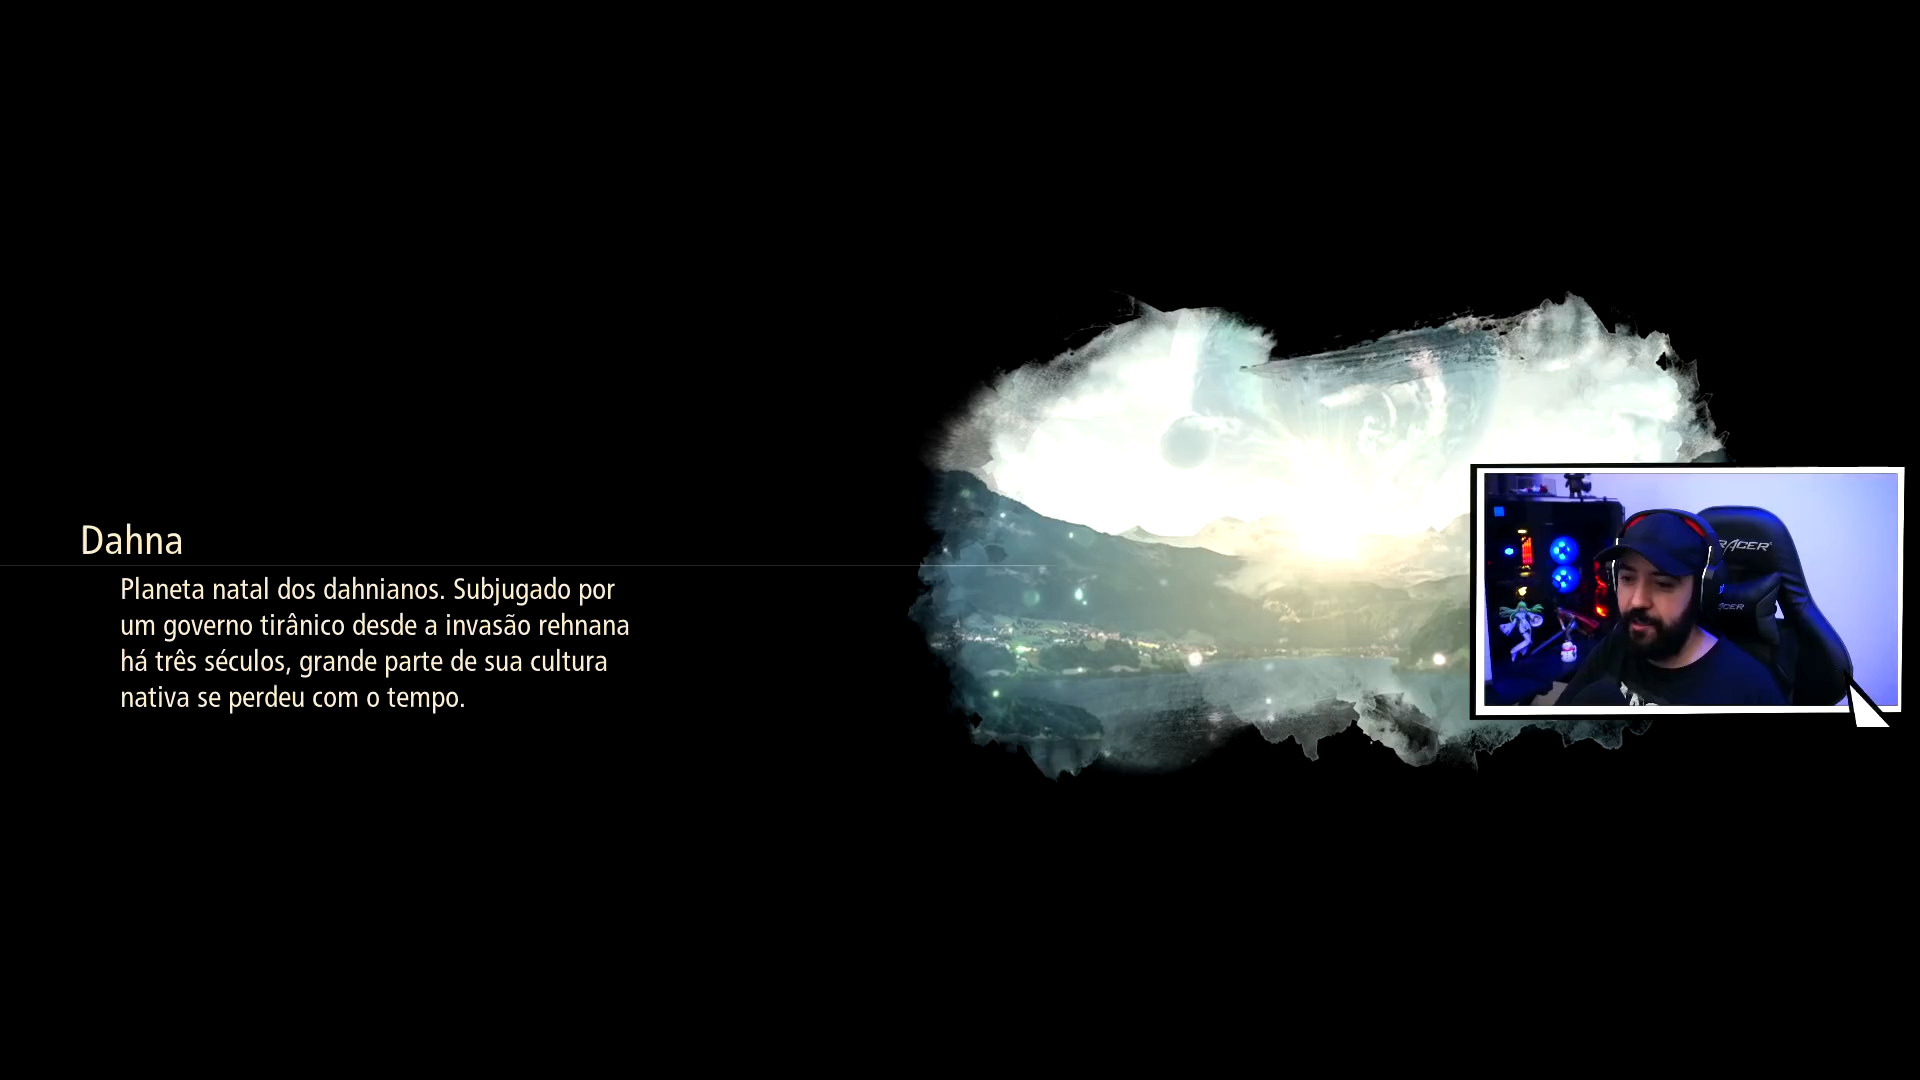 Dahna
Planeta natal dos dahnianos. Subjugado por
um governo tirânico desde a invasão rehnana
há três séculos, grande parte de sua cultura
nativa se perdeu com o tempo.
RACER